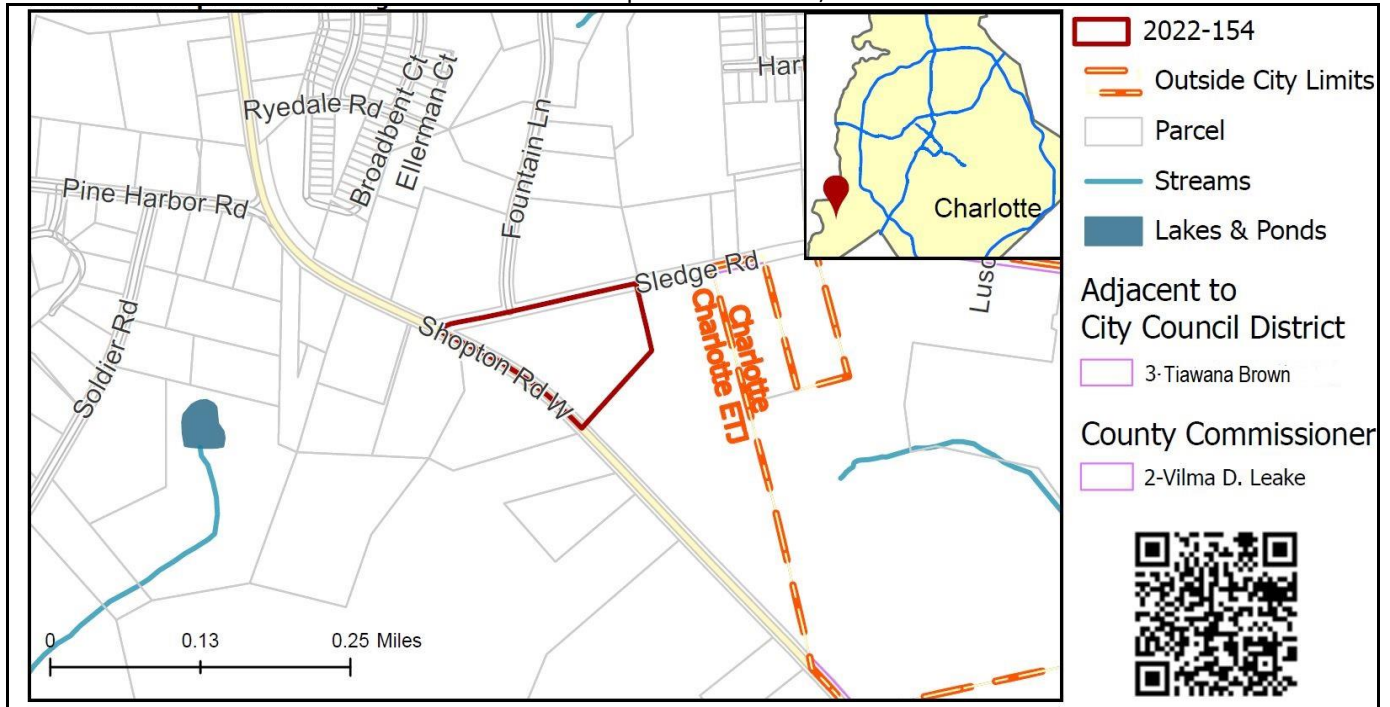 Ryedale Rd
Broadbent Ct
Ellerman Ct
Fountain Ln
Pine Harbor Rd
Soldier Rd
Shopton Rd W
Sledge Rd
Charlotte
Charlotte ETJ
Charlotte
0 0.13 0.25 Miles
2022-154
Outside City Limits
Parcel
Streams
Lakes & Ponds
Adjacent to
City Council District
3-Tiawana Brown
County Commissioner
2-Vilma D. Leake